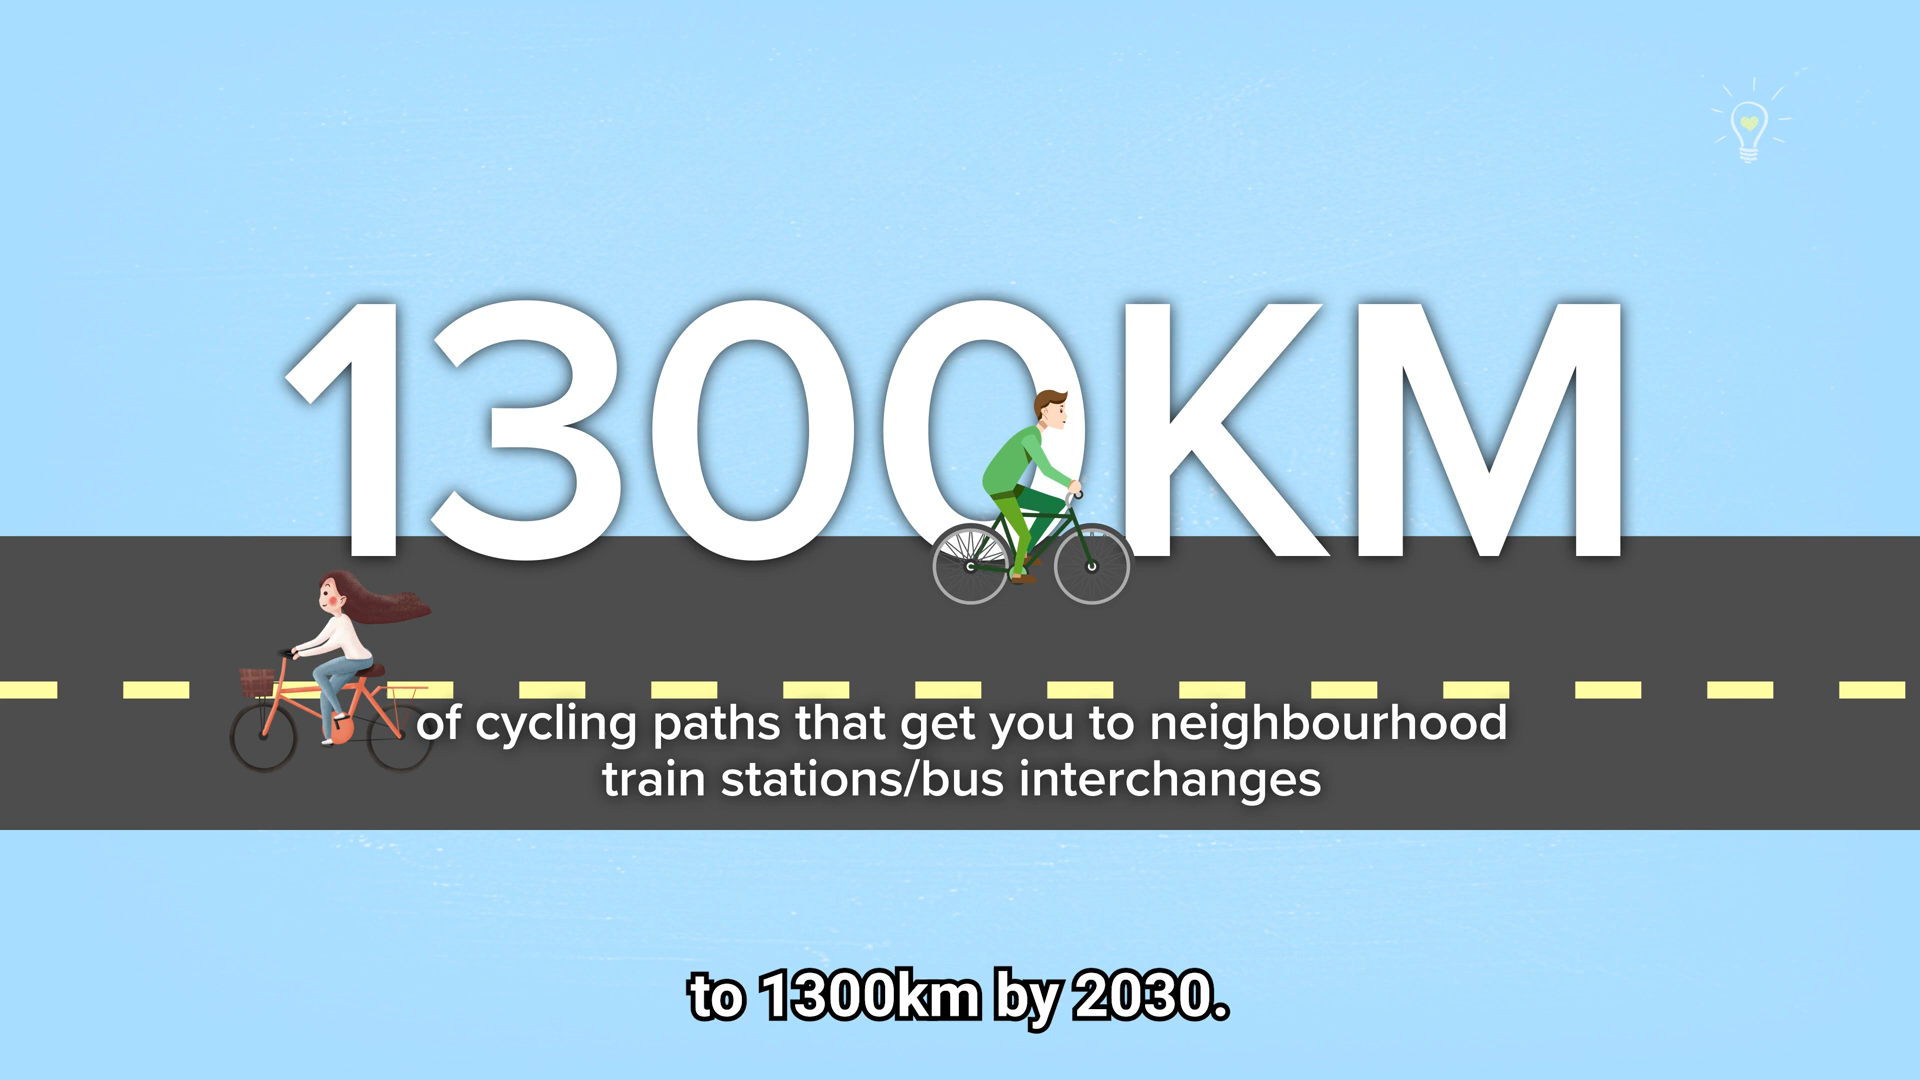 1300KM
of cycling paths that get you to neighbourhood
train stations/bus interchanges
to 1300km by 2030.